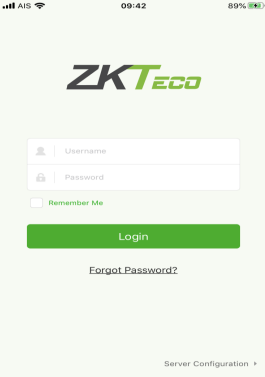 AIS 09:42 89%
ZKTeco
Username
Password
Remember Me
Login
Forgot Password?
Server Configuration